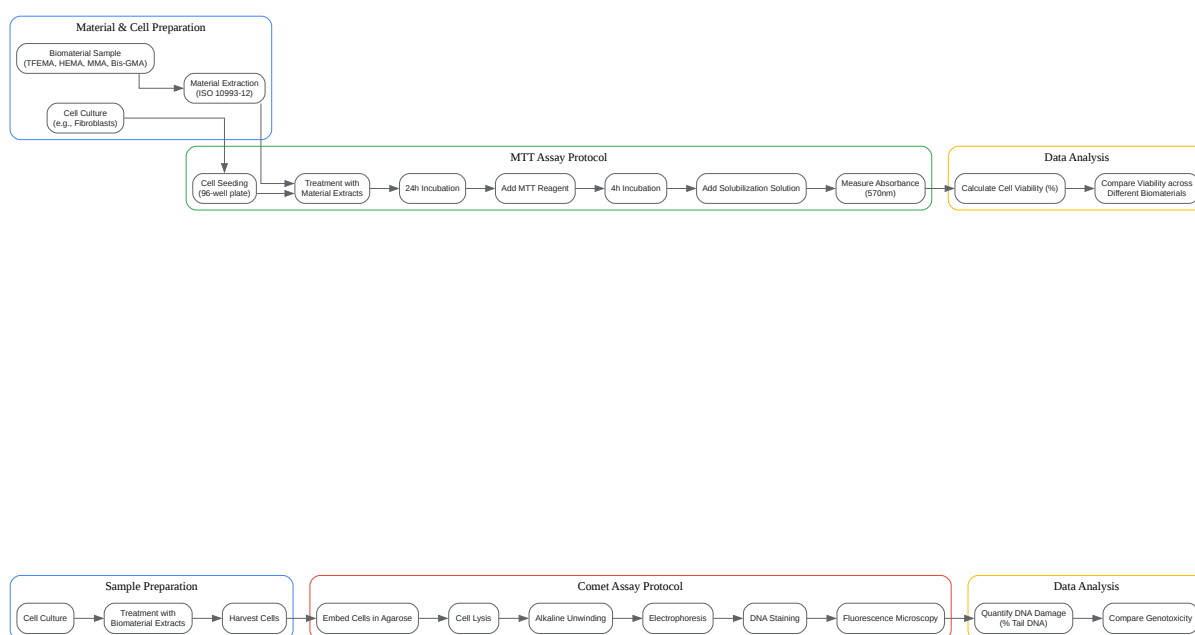 Material & Cell Preparation
Biomaterial Sample
(TFEMA, HEMA, MMA, Bis-GMA)
Material Extraction
(ISO 10993-12)
Cell Culture
(e.g., Fibroblasts)
MTT Assay Protocol
Cell Seeding
(96-well plate)
Treatment with
Material Extracts
24h Incubation
Add MTT Reagent
4h Incubation
Add Solubilization Solution
Measure Absorbance
(570nm)
Data Analysis
Calculate Cell Viability (%)
Compare Viability across
Different Biomaterials
Sample Preparation
Cell Culture
Treatment with
Biomaterial Extracts
Harvest Cells
Comet Assay Protocol
Embed Cells in Agarose
Cell Lysis
Alkaline Unwinding
Electrophoresis
DNA Staining
Fluorescence Microscopy
Data Analysis
Quantify DNA Damage
(% Tail DNA)
Compare Genotoxicity